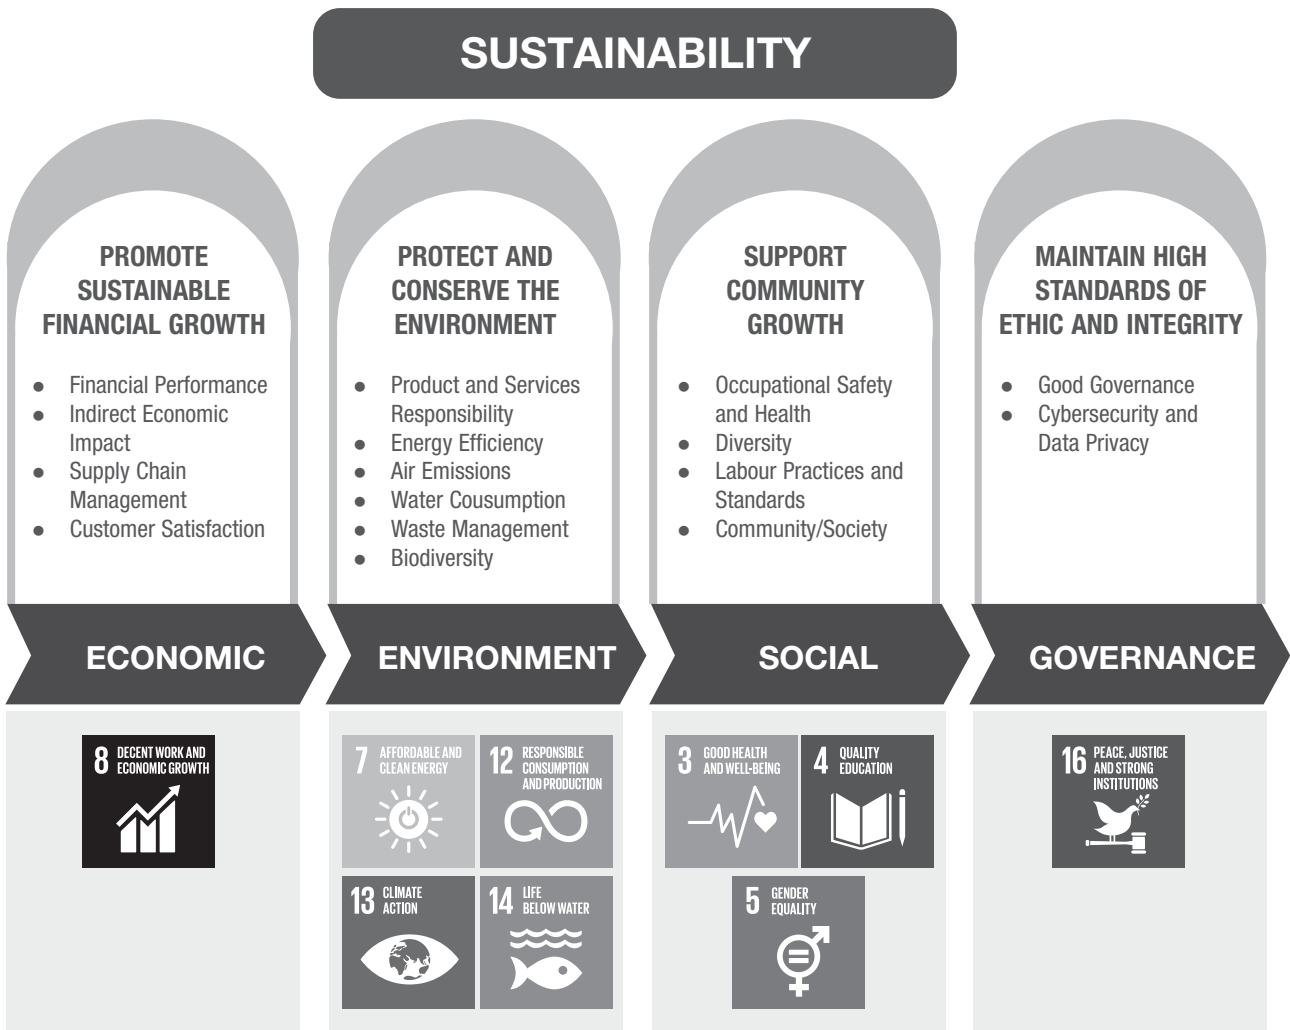 SUSTAINABILITY
PROMOTE
SUSTAINABLE
FINANCIAL GROWTH
● Financial Performance
● Indirect Economic
Impact
● Supply Chain
Management
● Customer Satisfaction
ECONOMIC
8 DECENT WORK AND
ECONOMIC GROWTH
PROTECT AND
CONSERVE THE
ENVIRONMENT
● Product and Services
Responsibility
● Energy Efficiency
● Air Emissions
● Water Cousumption
● Waste Management
● Biodiversity
ENVIRONMENT
7 AFFORDABLE AND
CLEAN ENERGY
12 RESPONSIBLE
CONSUMPTION
AND PRODUCTION
13 CLIMATE
ACTION
14 LIFE
BELOW WATER
SUPPORT
COMMUNITY
GROWTH
● Occupational Safety
and Health
● Diversity
● Labour Practices and
Standards
● Community/Society
SOCIAL
3 GOOD HEALTH
AND WELL-BEING
4 QUALITY
EDUCATION
5 GENDER
EQUALITY
MAINTAIN HIGH
STANDARDS OF
ETHIC AND INTEGRITY
● Good Governance
● Cybersecurity and
Data Privacy
GOVERNANCE
16 PEACE, JUSTICE
AND STRONG
INSTITUTIONS